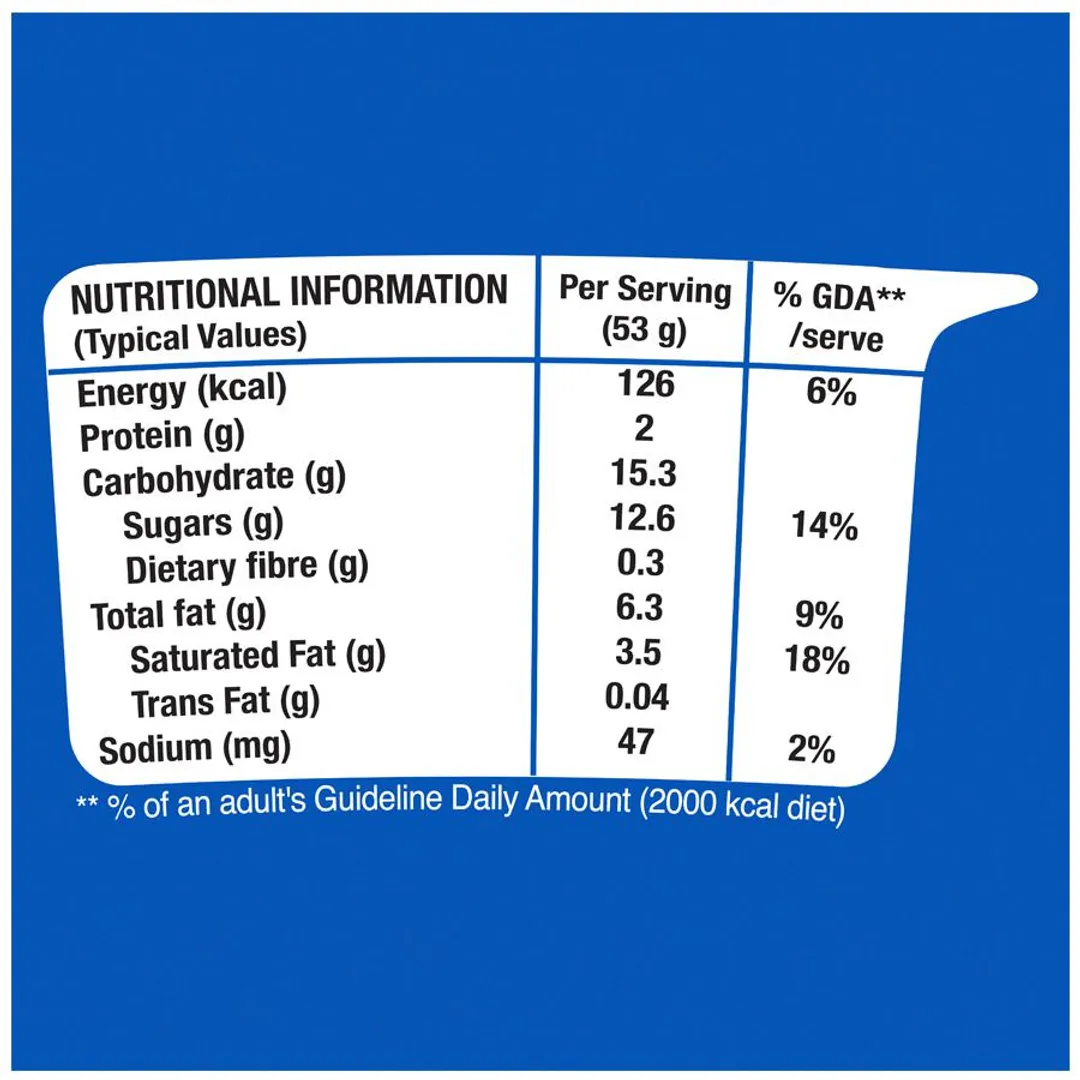 NUTRITIONAL INFORMATION Per Serving % GDA**
(Typical Values) (53 g) /serve
Energy (kcal) 126 6%
Protein (g) 2
Carbohydrate (g) 15.3
Sugars (g) 12.6 14%
Dietary fibre (g) 0.3
Total fat (g) 6.3 9%
Saturated Fat (g) 3.5 18%
Trans Fat (g) 0.04
Sodium (mg) 47 2%
** % of an adult's Guideline Daily Amount (2000 kcal diet)